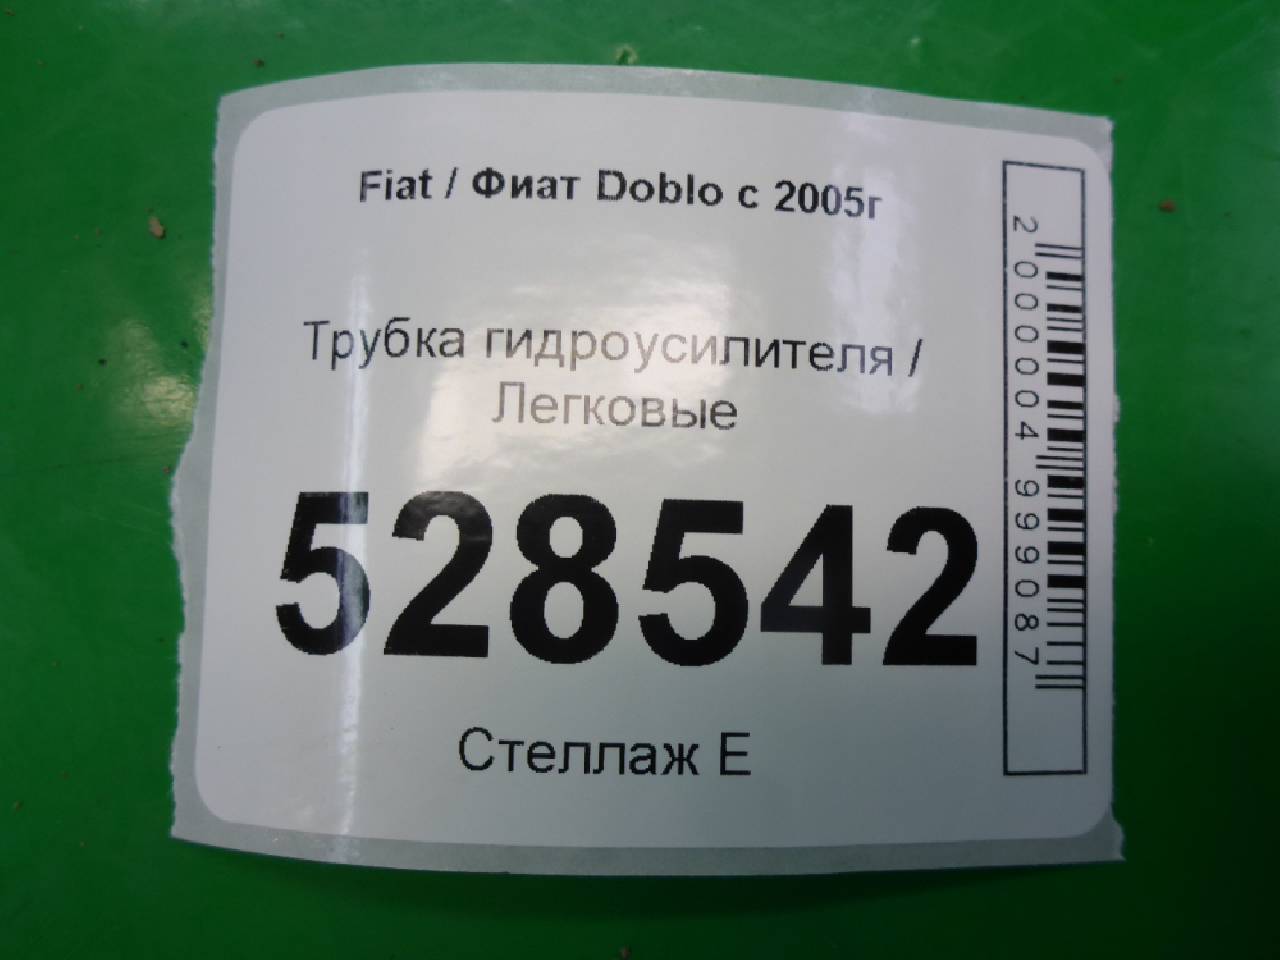 Fiat / Фиат Doblo с 2005г
Трубка гидроусилителя /
Легковые
528542
Стеллаж Е
2000004999087